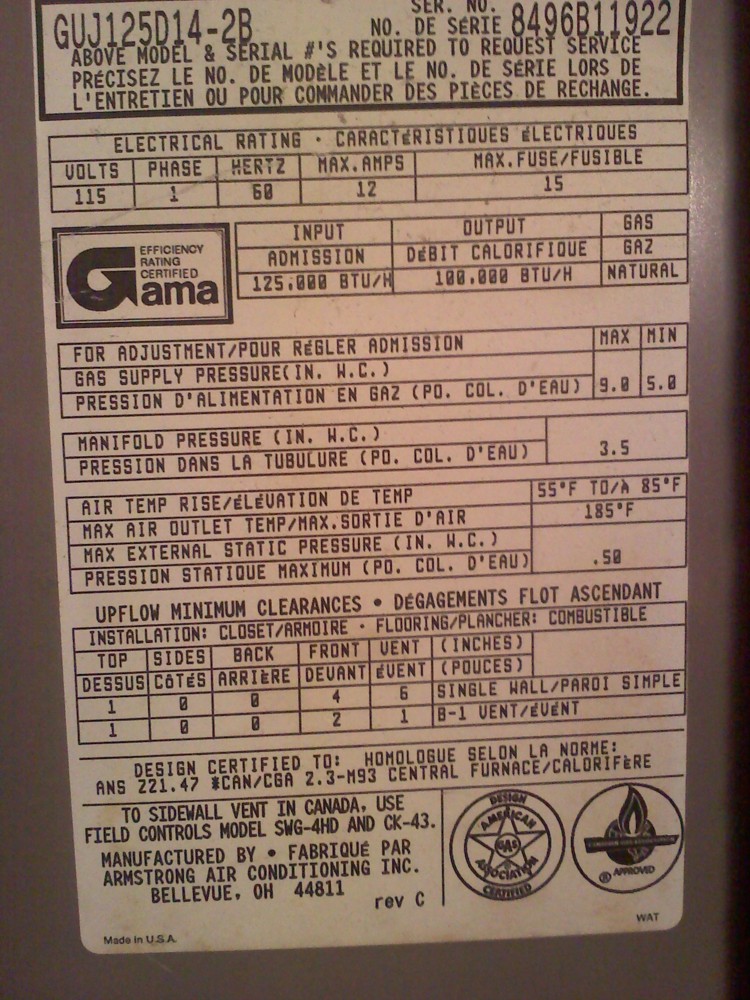 SER. NO.
GUJ125D14-2B NO. DE SÉRIE 8496B11922
ABOVE MODEL & SERIAL #'S REQUIRED TO REQUEST SERVICE
PRÉCISEZ LE NO. DE MODÈLE ET LE NO. DE SÉRIE LORS DE
L'ENTRETIEN OU POUR COMMANDER DES PIÈCES DE RECHANGE.
ELECTRICAL RATING · CARACTÉRISTIQUES ÉLECTRIQUES
VOLTS PHASE HERTZ MAX.AMPS MAX.FUSE/FUSIBLE
115 1 60 12 15
EFFICIENCY
RATING
CERTIFIED
Gama
INPUT OUTPUT GAS
ADMISSION DÉBIT CALORIFIQUE GAZ
125,000 BTU/H 100,000 BTU/H NATURAL
FOR ADJUSTMENT/POUR RÉGLER ADMISSION MAX MIN
GAS SUPPLY PRESSURE(IN. W.C.)
PRESSION D'ALIMENTATION EN GAZ (PO. COL. D'EAU) 9.0 5.0
MANIFOLD PRESSURE (IN. W.C.)
PRESSION DANS LA TUBULURE (PO. COL. D'EAU) 3.5
AIR TEMP RISE/ÉLÉVATION DE TEMP 55°F TO/À 85°F
MAX AIR OUTLET TEMP/MAX.SORTIE D'AIR 185°F
MAX EXTERNAL STATIC PRESSURE (IN. W.C.)
PRESSION STATIQUE MAXIMUM (PO. COL. D'EAU) .50
UPFLOW MINIMUM CLEARANCES • DÉGAGEMENTS FLOT ASCENDANT
INSTALLATION: CLOSET/ARMOIRE · FLOORING/PLANCHER: COMBUSTIBLE
TOP SIDES BACK FRONT VENT (INCHES)
DESSUS CÔTÉS ARRIÈRE DEVANT ÉVENT (POUCES)
1 0 0 4 6 SINGLE WALL/PAROI SIMPLE
1 0 0 2 1 B-1 VENT/ÉVENT
DESIGN CERTIFIED TO: HOMOLOGUE SELON LA NORME:
ANS Z21.47 *CAN/CGA 2.3-M93 CENTRAL FURNACE/CALORIFÈRE
TO SIDEWALL VENT IN CANADA, USE
FIELD CONTROLS MODEL SWG-4HD AND CK-43.
MANUFACTURED BY • FABRIQUÉ PAR
ARMSTRONG AIR CONDITIONING INC.
BELLEVUE, OH 44811
rev C
DESIGN
AMERICAN
GAS
ASSOCIATION
CERTIFIED
® APPROVED
WAT
Made in U.S.A.